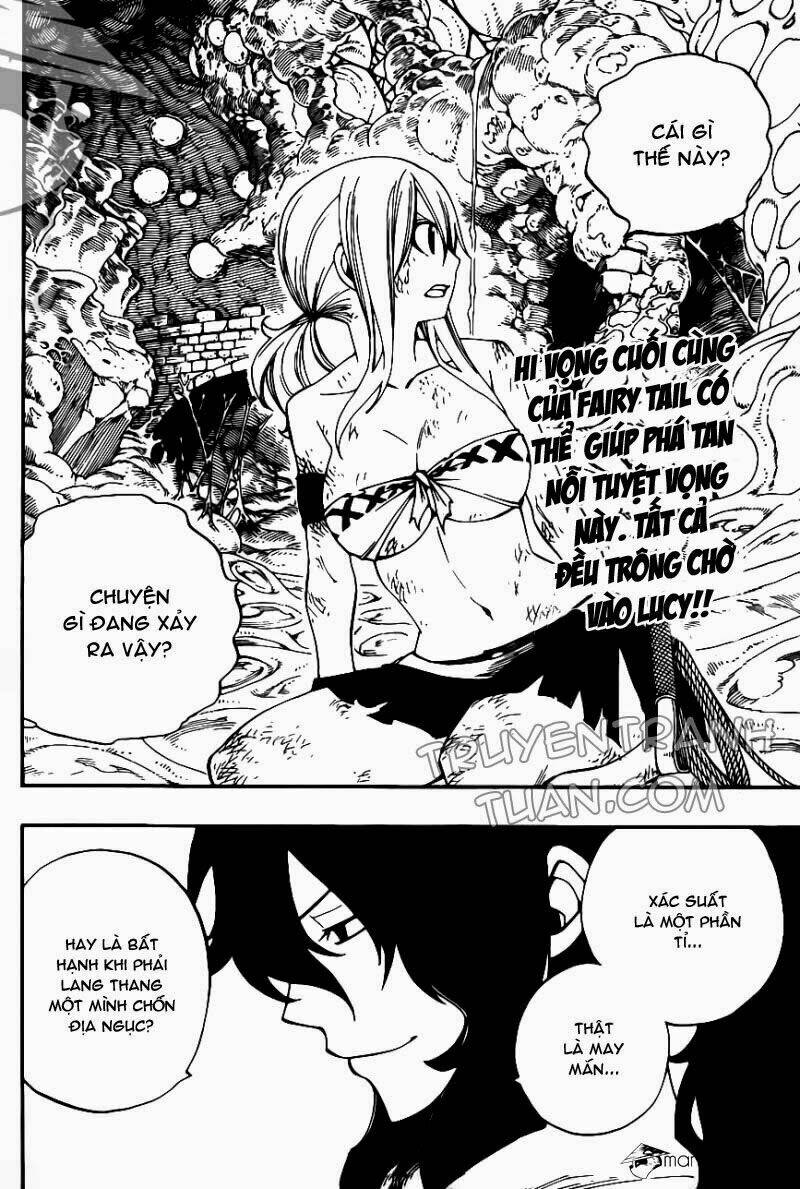 CÁI GÌ
THẾ NÀY?
HI VỌNG CUỐI CÙNG
CỦA FAIRY TAIL CÓ
THỂ GIÚP PHÁ TAN
NỖI TUYỆT VỌNG
NÀY. TẤT CẢ
ĐỀU TRÔNG CHỜ
VÀO LUCY!!
CHUYỆN
GÌ ĐANG XẢY
RA VẬY?
TRUYENTRANH
TUAN.COM
XÁC SUẤT
LÀ MỘT PHẦN
TỈ...
THẬT
LÀ MAY
MẮN...
HAY LÀ BẤT
HẠNH KHI PHẢI
LANG THANG
MỘT MÌNH CHỐN
ĐỊA NGỤC?